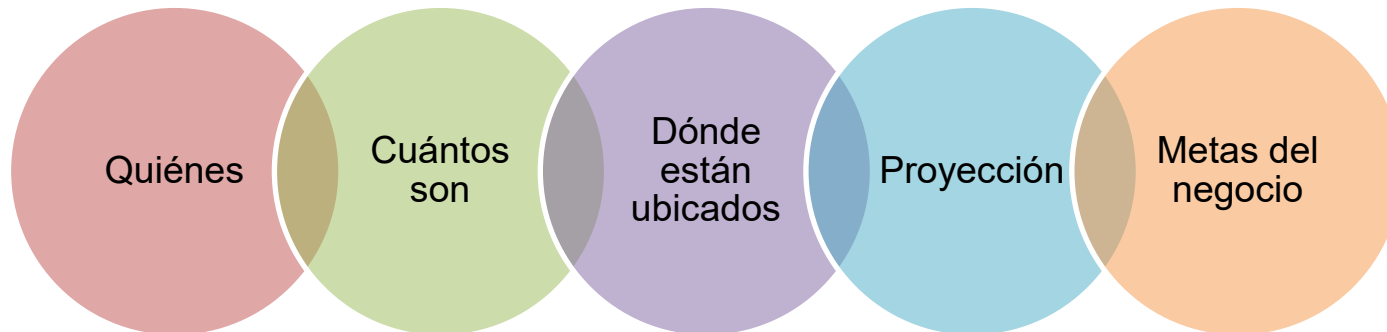 Quiénes
Cuántos
son
Dónde
están
ubicados
Proyección
Metas del
negocio